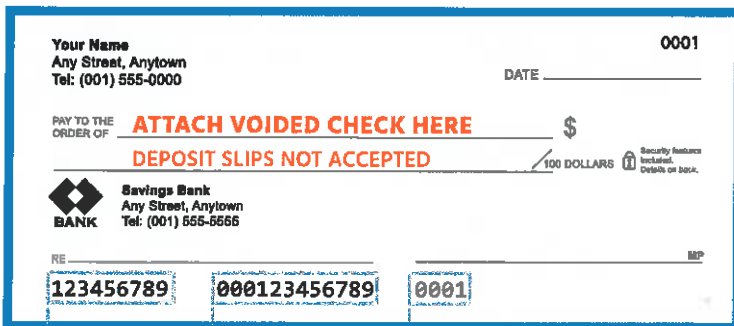 Your Name
0001
Any Street, Anytown
Tel: (001) 555-0000
DATE
PAY TO THE
ORDER OF
ATTACH VOIDED CHECK HERE
$
DEPOSIT SLIPS NOT ACCEPTED
/100 DOLLARS
Security features
included.
Details on back.
Savings Bank
Any Street, Anytown
BANK
Tel: (001) 555-5555
RE
MP
123456789 000123456789 0001